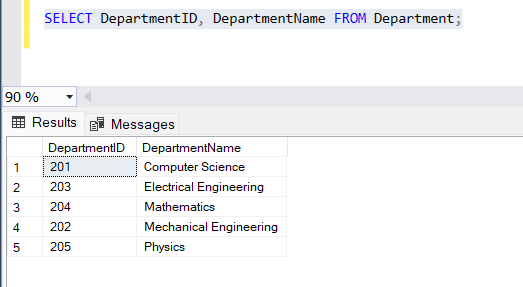 SELECT DepartmentID, DepartmentName FROM Department;
90 %
Results Messages
DepartmentID DepartmentName
1 201 Computer Science
2 203 Electrical Engineering
3 204 Mathematics
4 202 Mechanical Engineering
5 205 Physics